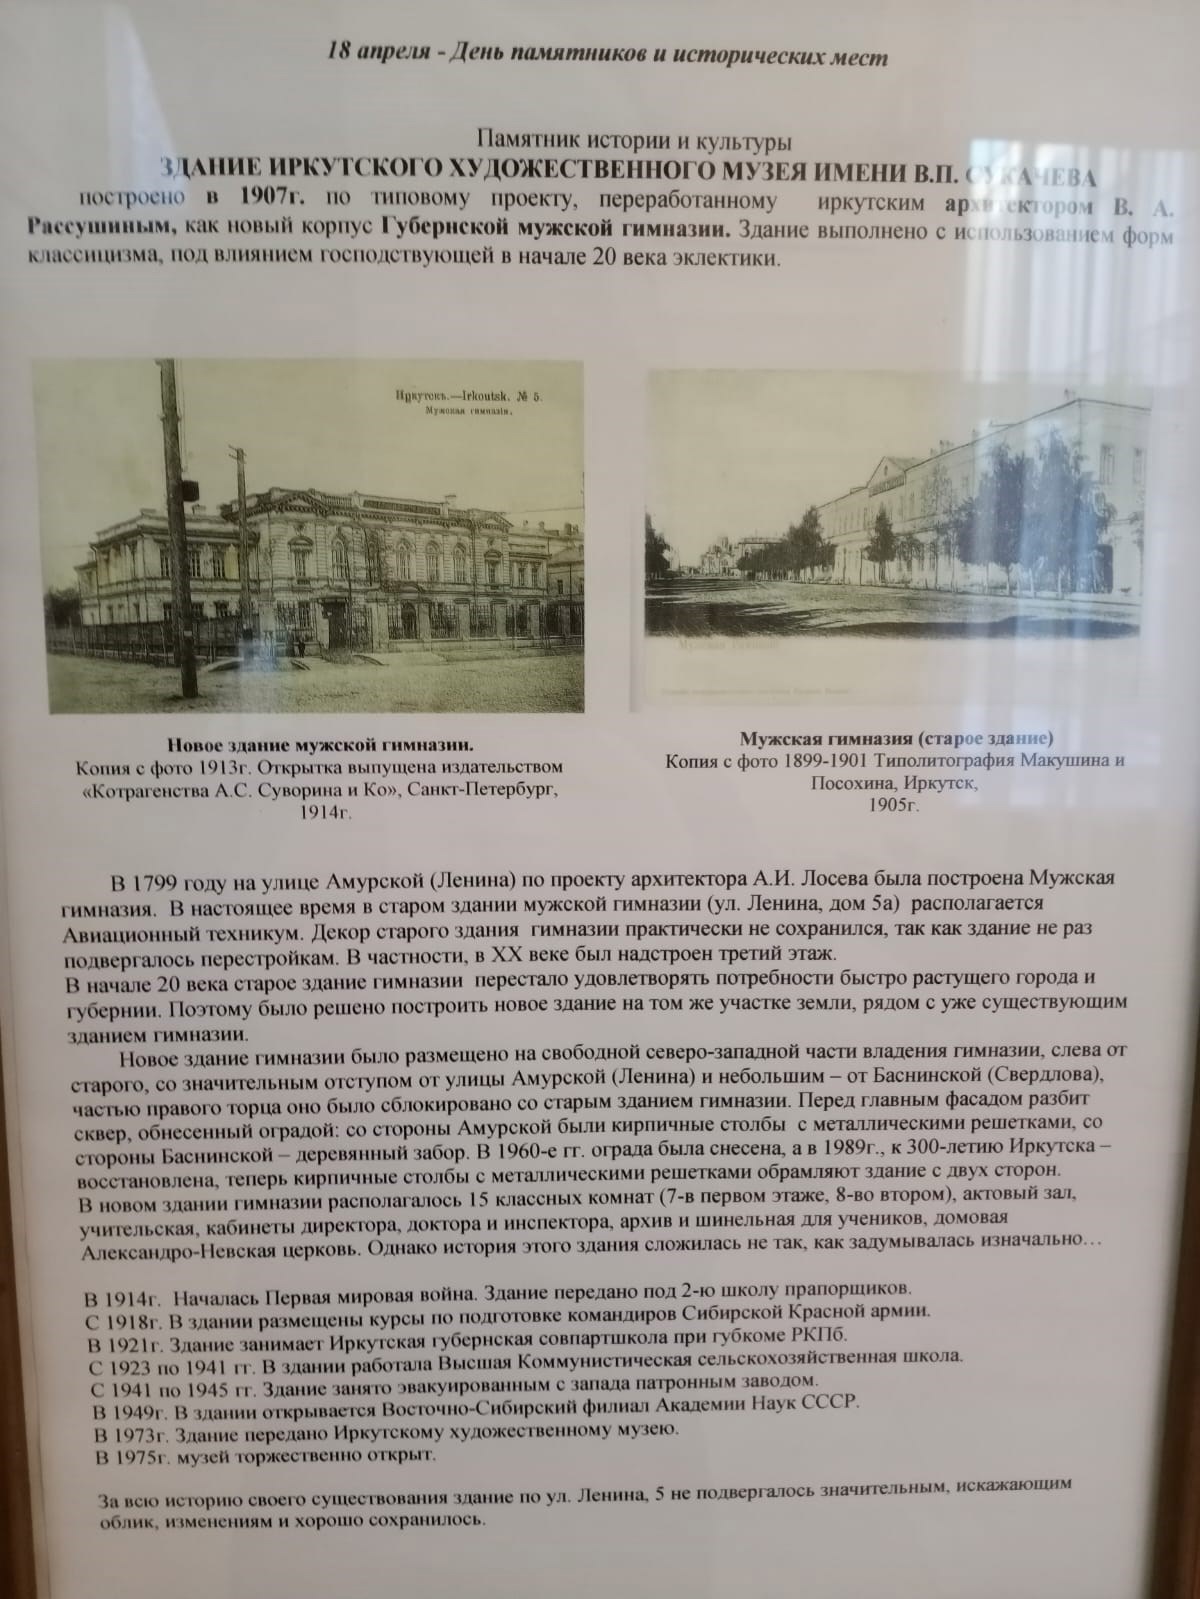 18 апреля - День памятников и исторических мест
Памятник истории и культуры
ЗДАНИЕ ИРКУТСКОГО ХУДОЖЕСТВЕННОГО МУЗЕЯ ИМЕНИ В.П. СУКАЧЕВА
построено в 1907г. по типовому проекту, переработанному иркутским архитектором В. А.
Рассушиным, как новый корпус Губернской мужской гимназии. Здание выполнено с использованием форм
классицизма, под влиянием господствующей в начале 20 века эклектики.
Иркутскъ.—Irkoutsk. № 5.
Мужская гимназія.
Мужская гимназія
Новое здание мужской гимназии.
Копия с фото 1913г. Открытка выпущена издательством
«Котрагенства А.С. Суворина и Ко», Санкт-Петербург,
1914г.
Мужская гимназия (старое здание)
Копия с фото 1899-1901 Типолитография Макушина и
Посохина, Иркутск,
1905г.
В 1799 году на улице Амурской (Ленина) по проекту архитектора А.И. Лосева была построена Мужская
гимназия. В настоящее время в старом здании мужской гимназии (ул. Ленина, дом 5а) располагается
Авиационный техникум. Декор старого здания гимназии практически не сохранился, так как здание не раз
подвергалось перестройкам. В частности, в XX веке был надстроен третий этаж.
В начале 20 века старое здание гимназии перестало удовлетворять потребности быстро растущего города и
губернии. Поэтому было решено построить новое здание на том же участке земли, рядом с уже существующим
зданием гимназии.
Новое здание гимназии было размещено на свободной северо-западной части владения гимназии, слева от
старого, со значительным отступом от улицы Амурской (Ленина) и небольшим – от Баснинской (Свердлова),
частью правого торца оно было сблокировано со старым зданием гимназии. Перед главным фасадом разбит
сквер, обнесенный оградой: со стороны Амурской были кирпичные столбы с металлическими решетками, со
стороны Баснинской – деревянный забор. В 1960-е гг. ограда была снесена, а в 1989г., к 300-летию Иркутска –
восстановлена, теперь кирпичные столбы с металлическими решетками обрамляют здание с двух сторон.
В новом здании гимназии располагалось 15 классных комнат (7-в первом этаже, 8-во втором), актовый зал,
учительская, кабинеты директора, доктора и инспектора, архив и шинельная для учеников, домовая
Александро-Невская церковь. Однако история этого здания сложилась не так, как задумывалась изначально…
В 1914г. Началась Первая мировая война. Здание передано под 2-ю школу прапорщиков.
С 1918г. В здании размещены курсы по подготовке командиров Сибирской Красной армии.
В 1921г. Здание занимает Иркутская губернская совпартшкола при губкоме РКПб.
С 1923 по 1941 гг. В здании работала Высшая Коммунистическая сельскохозяйственная школа.
С 1941 по 1945 гг. Здание занято эвакуированным с запада патронным заводом.
В 1949г. В здании открывается Восточно-Сибирский филиал Академии Наук СССР.
В 1973г. Здание передано Иркутскому художественному музею.
В 1975г. музей торжественно открыт.
За всю историю своего существования здание по ул. Ленина, 5 не подвергалось значительным, искажающим
облик, изменениям и хорошо сохранилось.